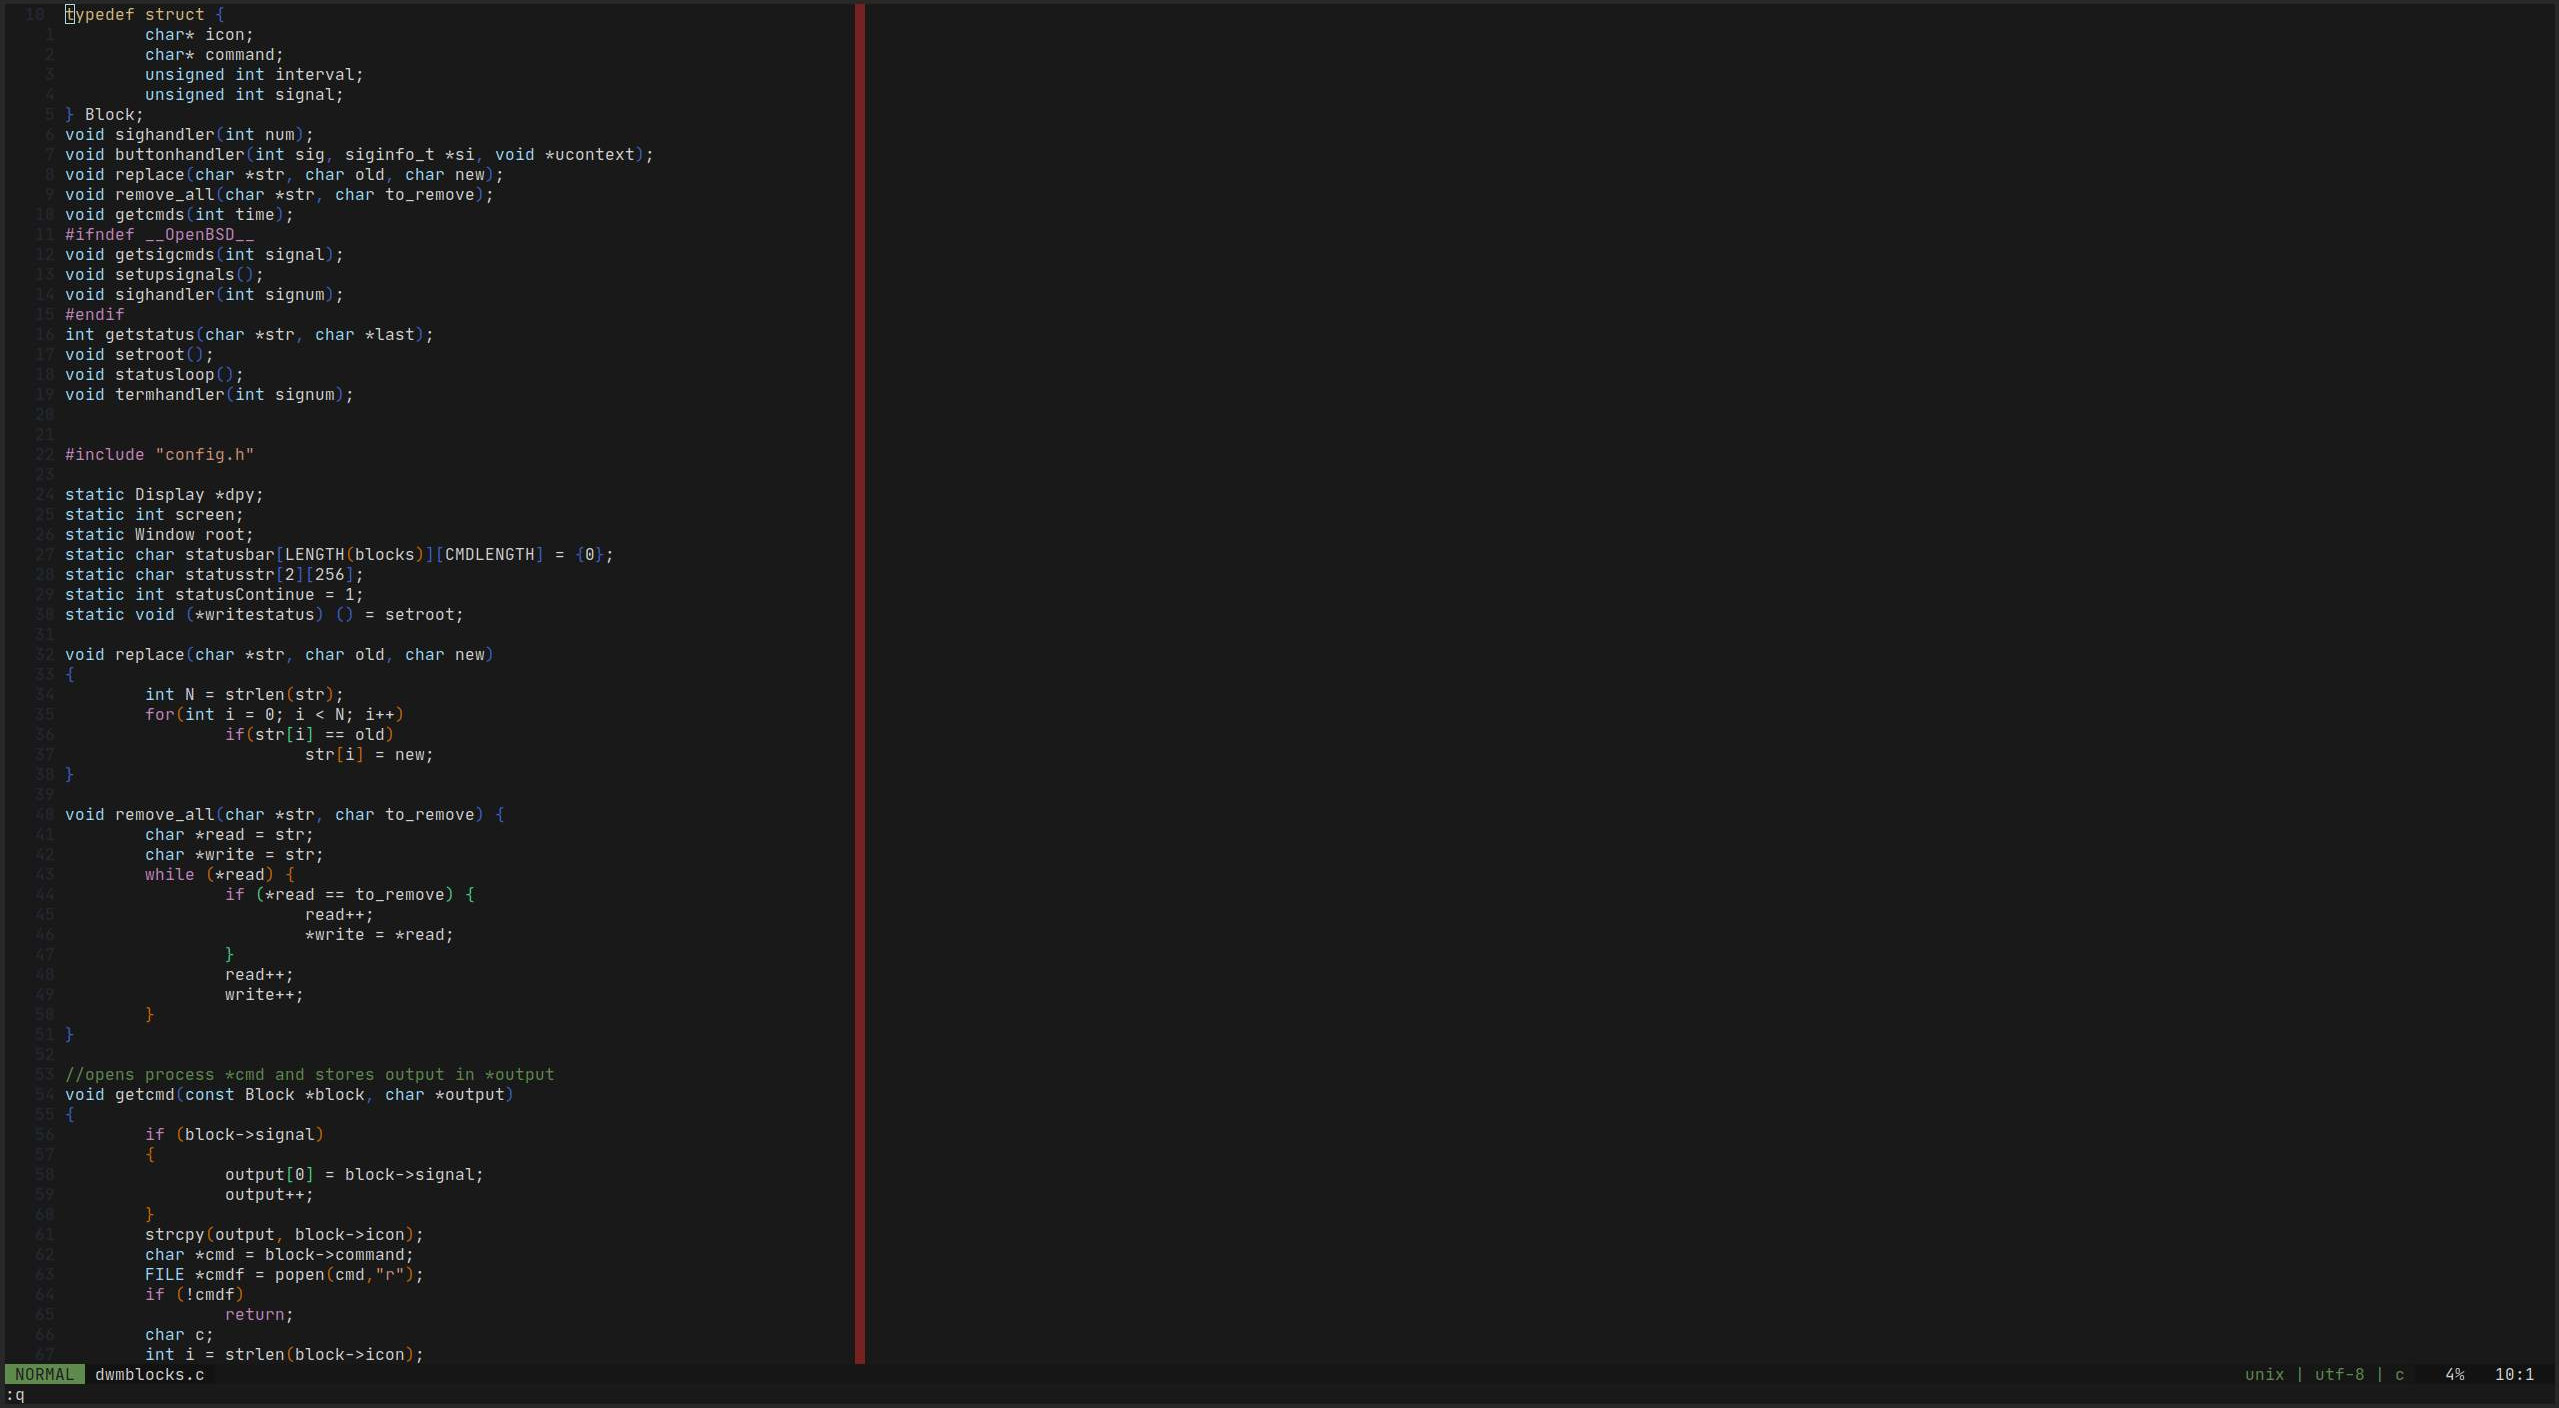 10 typedef struct {
1 char* icon;
2 char* command;
3 unsigned int interval;
4 unsigned int signal;
5 } Block;
6 void sighandler(int num);
7 void buttonhandler(int sig, siginfo_t *si, void *ucontext);
8 void replace(char *str, char old, char new);
9 void remove_all(char *str, char to_remove);
10 void getcmds(int time);
11 #ifndef __OpenBSD__
12 void getsigcmds(int signal);
13 void setupsignals();
14 void sighandler(int signum);
15 #endif
16 int getstatus(char *str, char *last);
17 void setroot();
18 void statusloop();
19 void termhandler(int signum);
20
21
22 #include "config.h"
23
24 static Display *dpy;
25 static int screen;
26 static Window root;
27 static char statusbar[LENGTH(blocks)][CMDLENGTH] = {0};
28 static char statusstr[2][256];
29 static int statusContinue = 1;
30 static void (*writestatus) () = setroot;
31
32 void replace(char *str, char old, char new)
33 {
34 int N = strlen(str);
35 for(int i = 0; i < N; i++)
36 if(str[i] == old)
37 str[i] = new;
38 }
39
40 void remove_all(char *str, char to_remove) {
41 char *read = str;
42 char *write = str;
43 while (*read) {
44 if (*read == to_remove) {
45 read++;
46 *write = *read;
47 }
48 read++;
49 write++;
50 }
51 }
52
53 //opens process *cmd and stores output in *output
54 void getcmd(const Block *block, char *output)
55 {
56 if (block->signal)
57 {
58 output[0] = block->signal;
59 output++;
60 }
61 strcpy(output, block->icon);
62 char *cmd = block->command;
63 FILE *cmdf = popen(cmd,"r");
64 if (!cmdf)
65 return;
66 char c;
67 int i = strlen(block->icon);
NORMAL dwmblocks.c unix | utf-8 | c 4% 10:1
:q